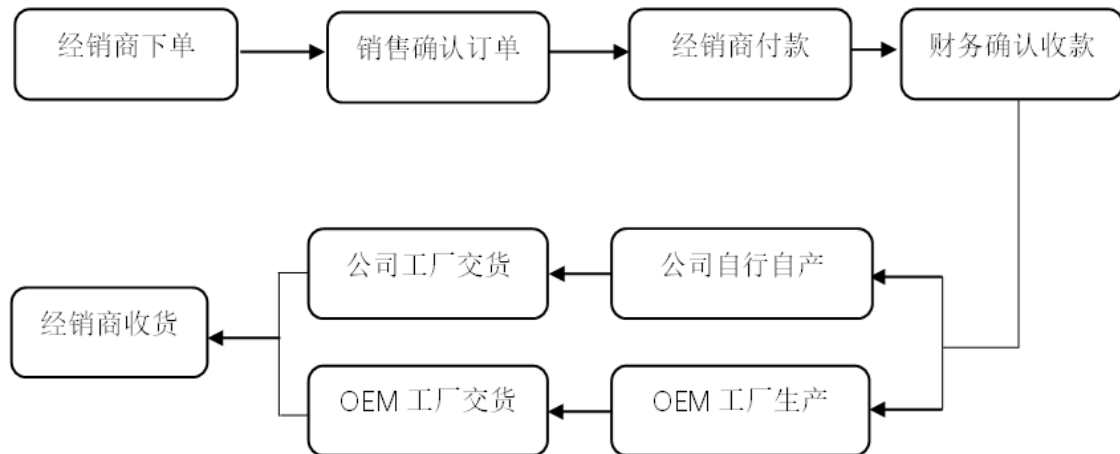 经销商下单
销售确认订单
经销商付款
财务确认收款
公司自行自产
公司工厂交货
OEM 工厂生产
OEM 工厂交货
经销商收货